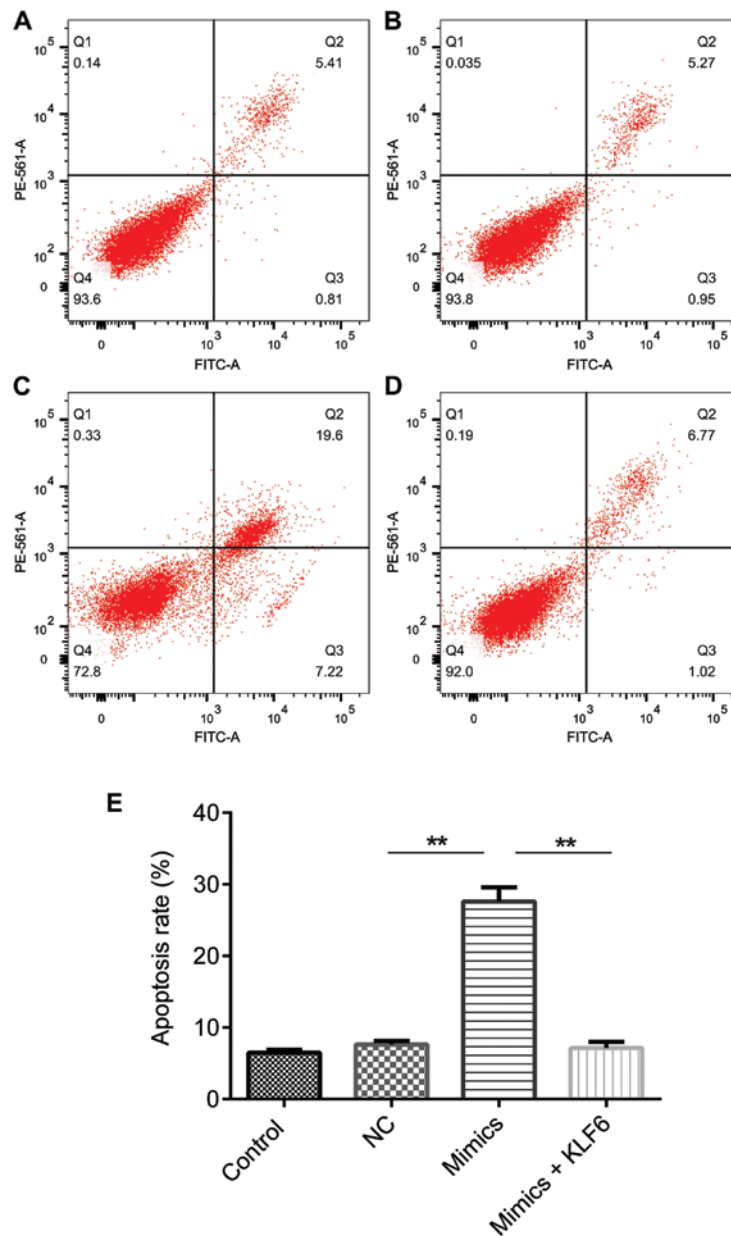 A
Q1
0.14
Q2
5.41
Q4
93.6
Q3
0.81
10^5
10^4
10^3
10^2
0
PE-561-A
0 10^3 10^4 10^5
FITC-A
B
Q1
0.035
Q2
5.27
Q4
93.8
Q3
0.95
10^5
10^4
10^3
10^2
0
PE-561-A
0 10^3 10^4 10^5
FITC-A
C
Q1
0.33
Q2
19.6
Q4
72.8
Q3
7.22
10^5
10^4
10^3
10^2
0
PE-561-A
0 10^3 10^4 10^5
FITC-A
D
Q1
0.19
Q2
6.77
Q4
92.0
Q3
1.02
10^5
10^4
10^3
10^2
0
PE-561-A
0 10^3 10^4 10^5
FITC-A
E
Apoptosis rate (%)
40
30
20
10
0
** **
Control
NC
Mimics
Mimics + KLF6